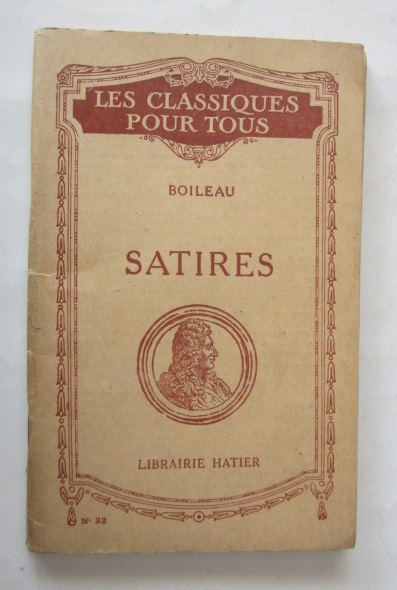 LES CLASSIQUES
POUR TOUS
BOILEAU
SATIRES
LIBRAIRIE HATIER
N· 22